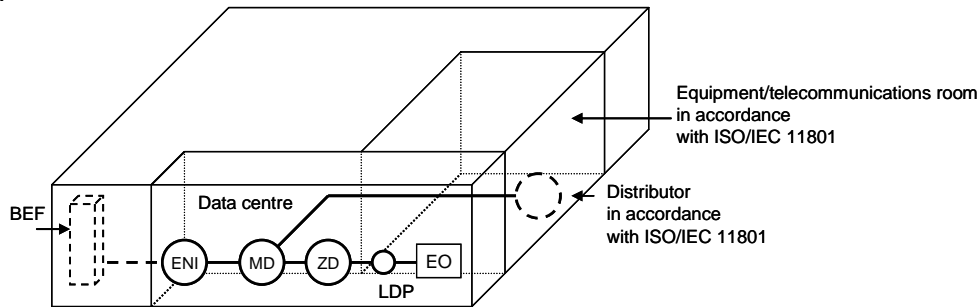 Equipment/telecommunications room
in accordance
with ISO/IEC 11801
Data centre
BEF
Distributor
in accordance
with ISO/IEC 11801
ENI
MD
ZD
EO
LDP